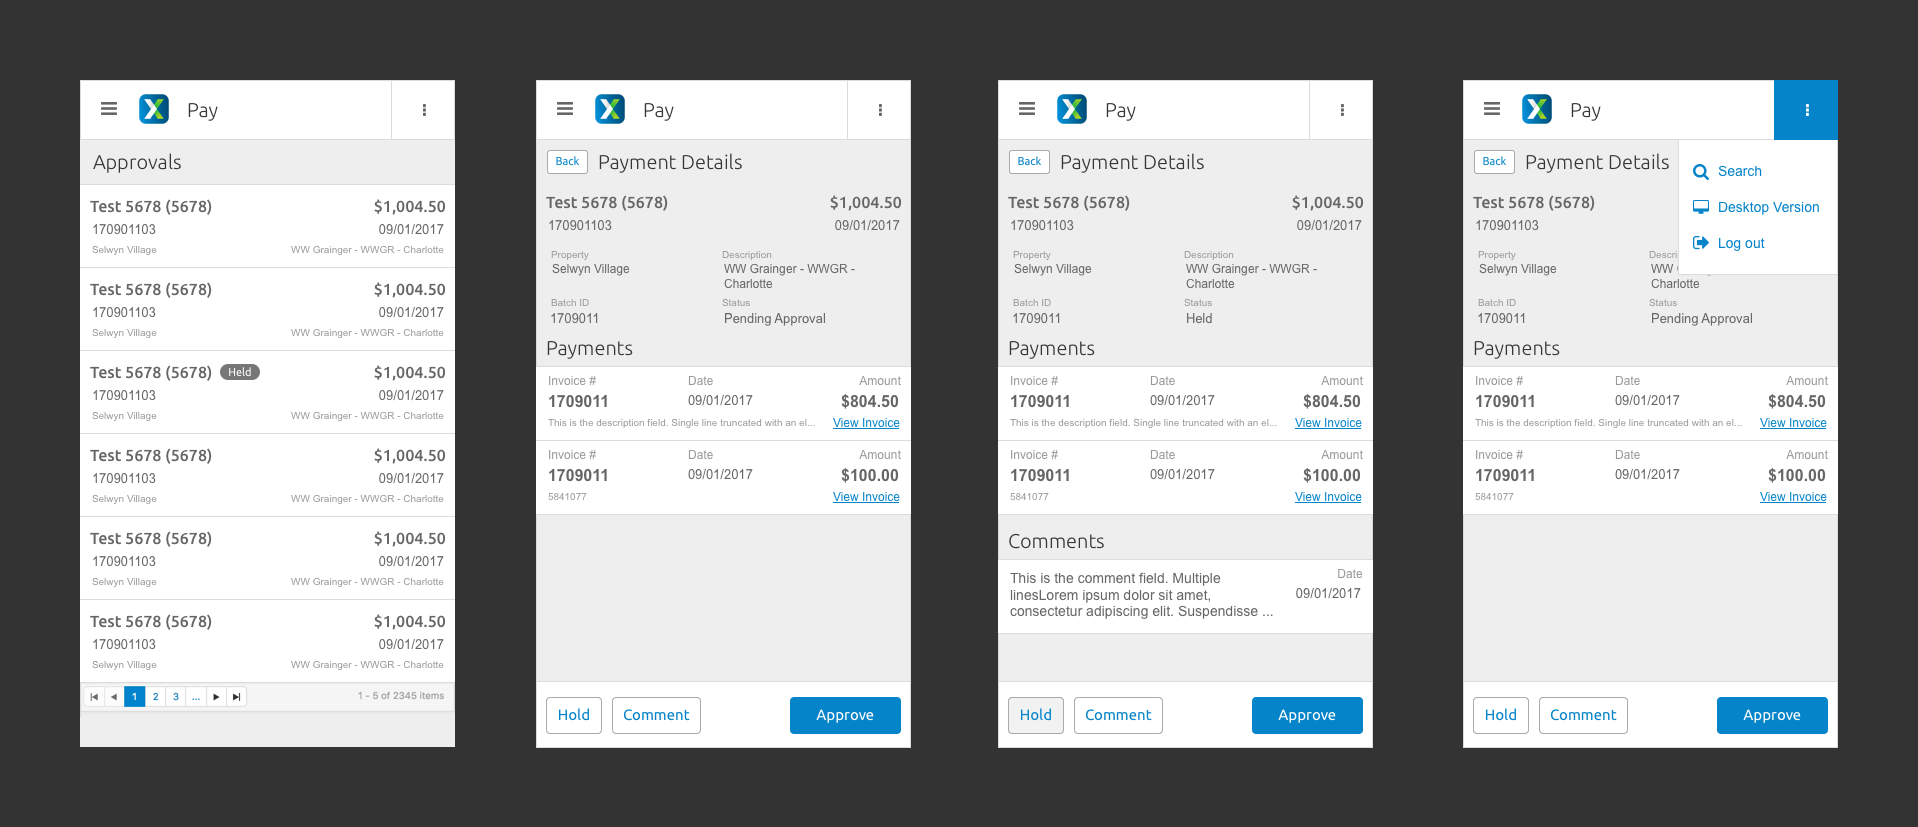 Pay
Approvals
Test 5678 (5678) $1,004.50
170901103 09/01/2017
Selwyn Village WW Grainger - WWGR - Charlotte
Test 5678 (5678) $1,004.50
170901103 09/01/2017
Selwyn Village WW Grainger - WWGR - Charlotte
Test 5678 (5678) Held $1,004.50
170901103 09/01/2017
Selwyn Village WW Grainger - WWGR - Charlotte
Test 5678 (5678) $1,004.50
170901103 09/01/2017
Selwyn Village WW Grainger - WWGR - Charlotte
Test 5678 (5678) $1,004.50
170901103 09/01/2017
Selwyn Village WW Grainger - WWGR - Charlotte
Test 5678 (5678) $1,004.50
170901103 09/01/2017
Selwyn Village WW Grainger - WWGR - Charlotte
1 2 3 ... 1 - 5 of 2345 items
Pay
Back Payment Details
Test 5678 (5678) $1,004.50
170901103 09/01/2017
Property Description
Selwyn Village WW Grainger - WWGR -
Charlotte
Batch ID Status
1709011 Pending Approval
Payments
Invoice # Date Amount
1709011 09/01/2017 $804.50
This is the description field. Single line truncated with an el... View Invoice
Invoice # Date Amount
1709011 09/01/2017 $100.00
5841077 View Invoice
Hold Comment Approve
Pay
Back Payment Details
Test 5678 (5678) $1,004.50
170901103 09/01/2017
Property Description
Selwyn Village WW Grainger - WWGR -
Charlotte
Batch ID Status
1709011 Held
Payments
Invoice # Date Amount
1709011 09/01/2017 $804.50
This is the description field. Single line truncated with an el... View Invoice
Invoice # Date Amount
1709011 09/01/2017 $100.00
5841077 View Invoice
Comments
This is the comment field. Multiple Date
linesLorem ipsum dolor sit amet, 09/01/2017
consectetur adipiscing elit. Suspendisse ...
Hold Comment Approve
Pay
Back Payment Details
Search
Desktop Version
Log out
Test 5678 (5678)
170901103
Property Descri
Selwyn Village WW
Charlotte
Batch ID Status
1709011 Pending Approval
Payments
Invoice # Date Amount
1709011 09/01/2017 $804.50
This is the description field. Single line truncated with an el... View Invoice
Invoice # Date Amount
1709011 09/01/2017 $100.00
5841077 View Invoice
Hold Comment Approve